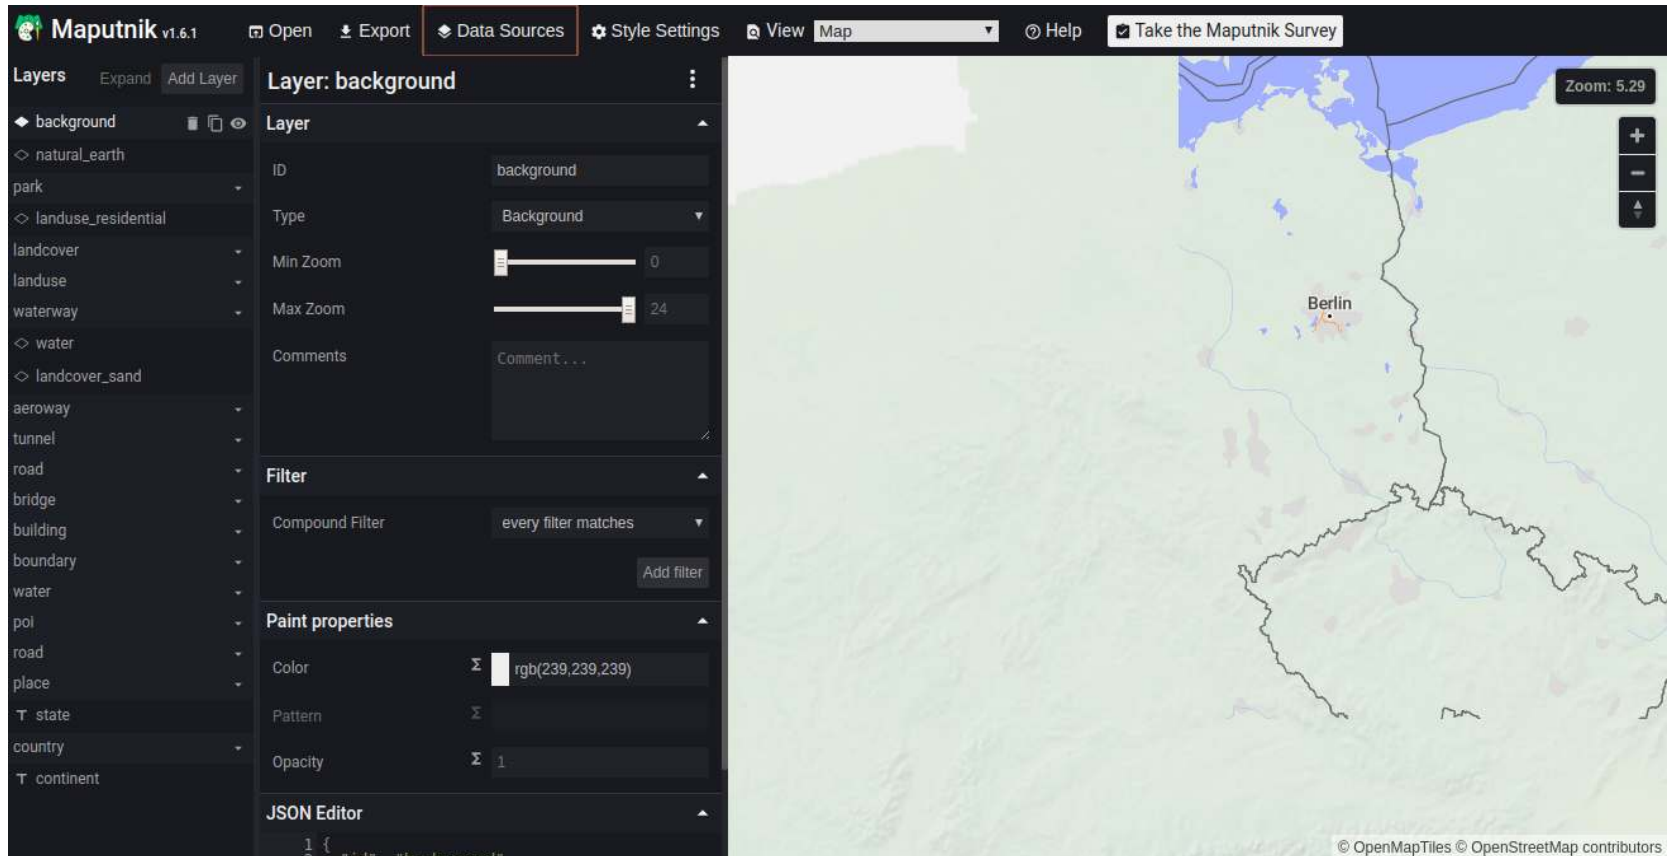 Maputnik v1.6.1
Open
Export
Data Sources
Style Settings
View
Map
Help
Take the Maputnik Survey
Layers
Expand
Add Layer
background
natural_earth
park
landuse_residential
landcover
landuse
waterway
water
landcover_sand
aeroway
tunnel
road
bridge
building
boundary
water
poi
road
place
state
country
continent
Layer: background
Layer
ID background
Type Background
Min Zoom 0
Max Zoom 24
Comments Comment...
Filter
Compound Filter every filter matches
Add filter
Paint properties
Color Σ rgb(239,239,239)
Pattern Σ
Opacity Σ 1
JSON Editor
1 {
Zoom: 5.29
Berlin
© OpenMapTiles © OpenStreetMap contributors